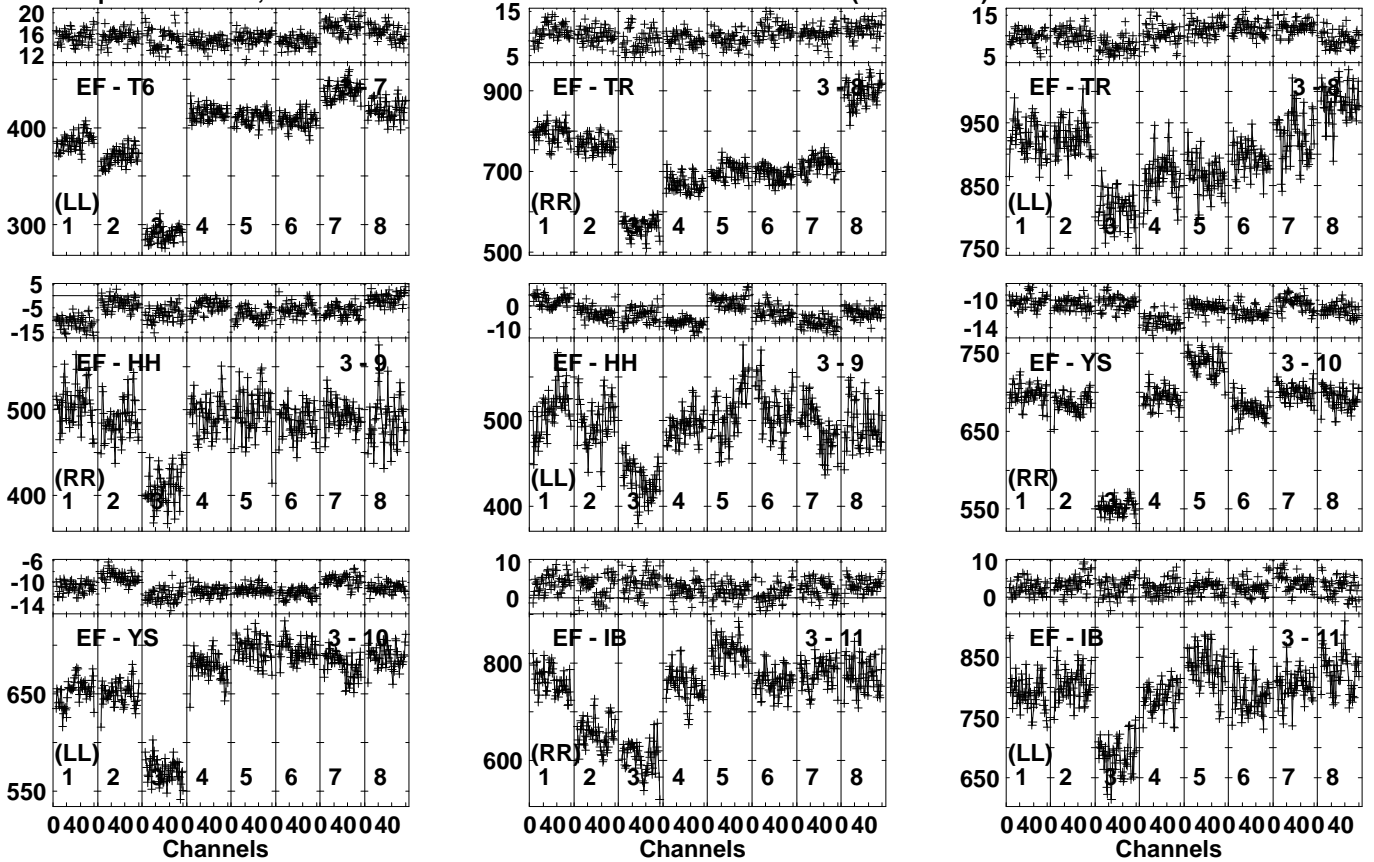 20
16
12
EF - T6 3 - 7
400
(LL)
300 1 2 3 4 5 6 7 8
15
5
EF - TR 3 - 8
900
700
(RR)
1 2 3 4 5 6 7 8
500
15
5
EF - TR 3 - 8
950
850
(LL)
1 2 3 4 5 6 7 8
750
5
-5
-15
EF - HH 3 - 9
500
(RR)
400 1 2 3 4 5 6 7 8
0
-10
EF - HH 3 - 9
500
(LL)
400 1 2 3 4 5 6 7 8
-10
-14
750 EF - YS 3 - 10
650
(RR)
550 1 2 3 4 5 6 7 8
-6
-10
-14
EF - YS 3 - 10
650
(LL)
1 2 3 4 5 6 7 8
550
0 40 0 40 0 40 0 40 0 40 0 40 0 40 0 40
Channels
10
0
EF - IB 3 - 11
800
(RR)
600
1 2 3 4 5 6 7 8
0 40 0 40 0 40 0 40 0 40 0 40 0 40 0 40
Channels
10
0
EF - IB 3 - 11
850
750
(LL)
650 1 2 3 4 5 6 7 8
0 40 0 40 0 40 0 40 0 40 0 40 0 40 0 40
Channels